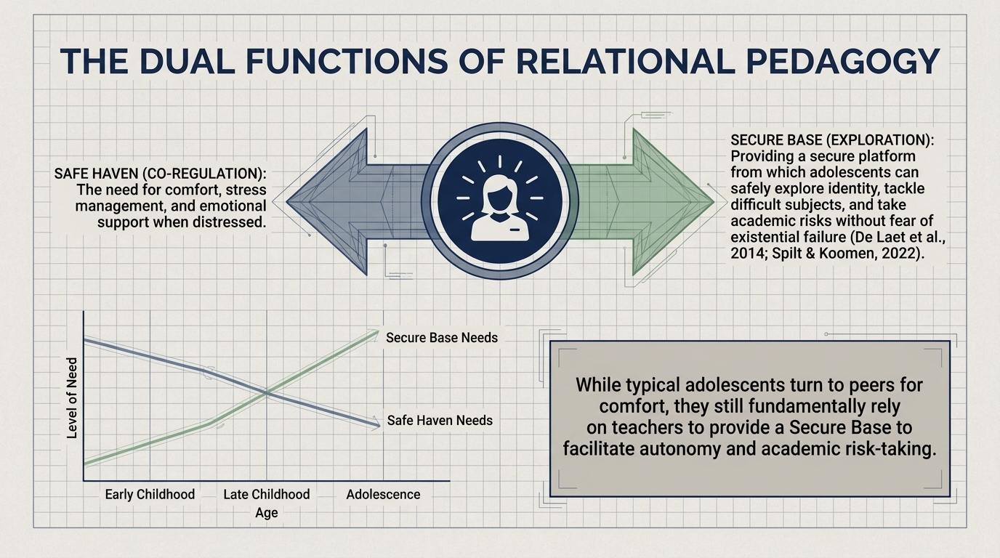 THE DUAL FUNCTIONS OF RELATIONAL PEDAGOGY
SAFE HAVEN (CO-REGULATION):
The need for comfort, stress
management, and emotional
support when distressed.
SECURE BASE (EXPLORATION):
Providing a secure platform
from which adolescents can
safely explore identity, tackle
difficult subjects, and take
academic risks without fear of
existential failure (De Laet et al.,
2014; Spilt & Koomen, 2022).
Level of Need
Secure Base Needs
Safe Haven Needs
Early Childhood
Late Childhood
Adolescence
Age
While typical adolescents turn to peers for
comfort, they still fundamentally rely
on teachers to provide a Secure Base to
facilitate autonomy and academic risk-taking.